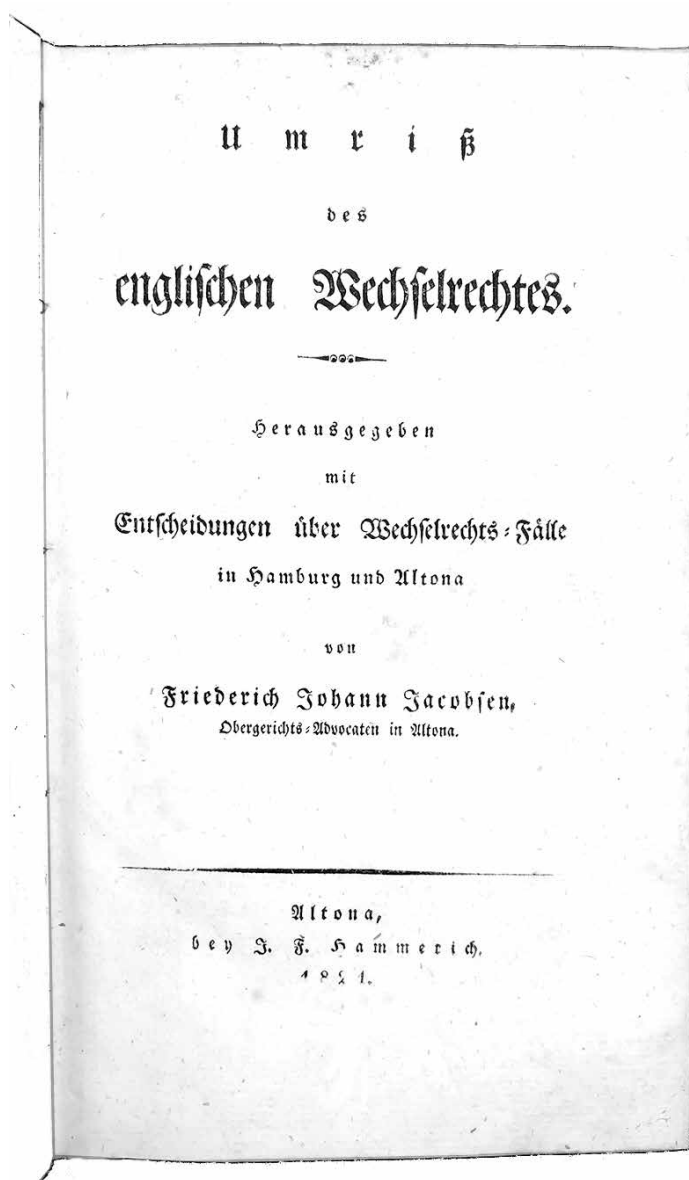 Umriß
des
englischen Wechselrechtes.
Herausgegeben
mit
Entscheidungen über Wechselrechts-Fälle
in Hamburg und Altona
von
Friederich Johann Jacobsen,
Obergerichts-Advocaten in Altona.
Altona,
bey J. F. Hammerich.
1821.